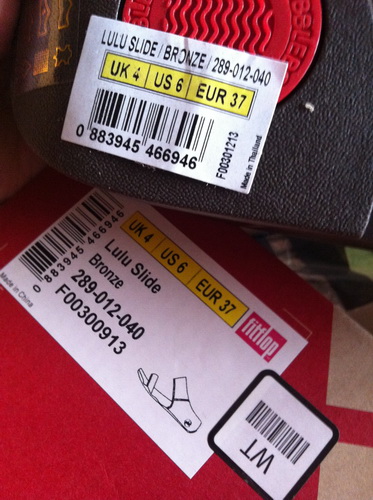 LULU SLIDE / BRONZE / 289-012-040
UK 4 US 6 EUR 37
0 883945 466946
F00301213
Made in Thailand
0 883945 466946
UK 4 US 6 EUR 37
Lulu Slide
Bronze
289-012-040
F00300913
Made in China
fitflop
WT